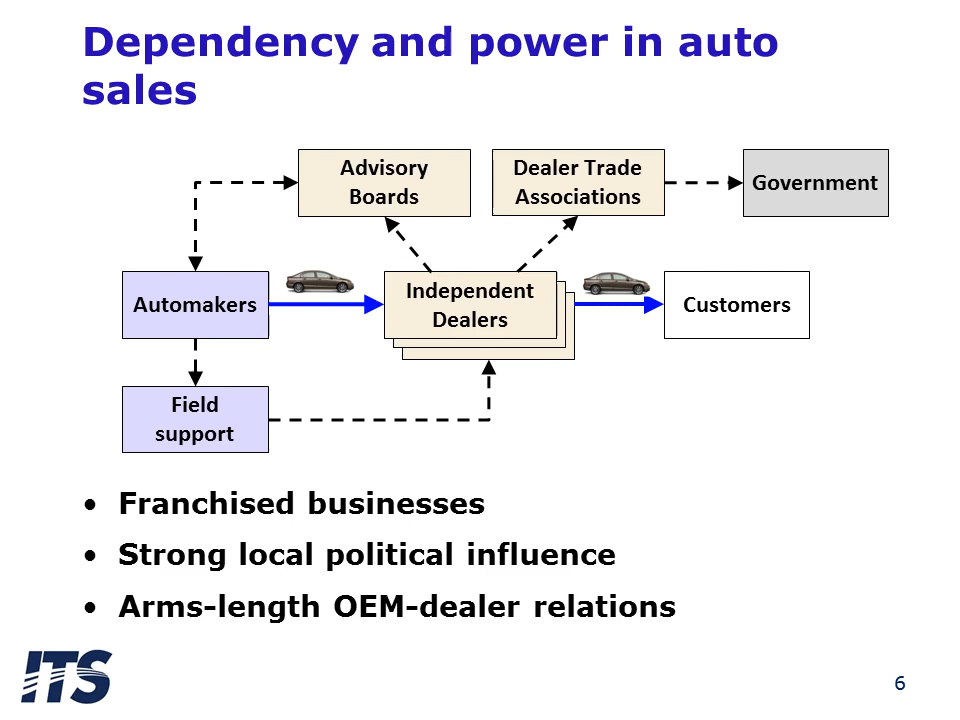 Dependency and power in auto
sales
Advisory
Boards
Dealer Trade
Associations
Government
Automakers
Independent
Dealers
Customers
Field
support
• Franchised businesses
• Strong local political influence
• Arms-length OEM-dealer relations
ITS
6